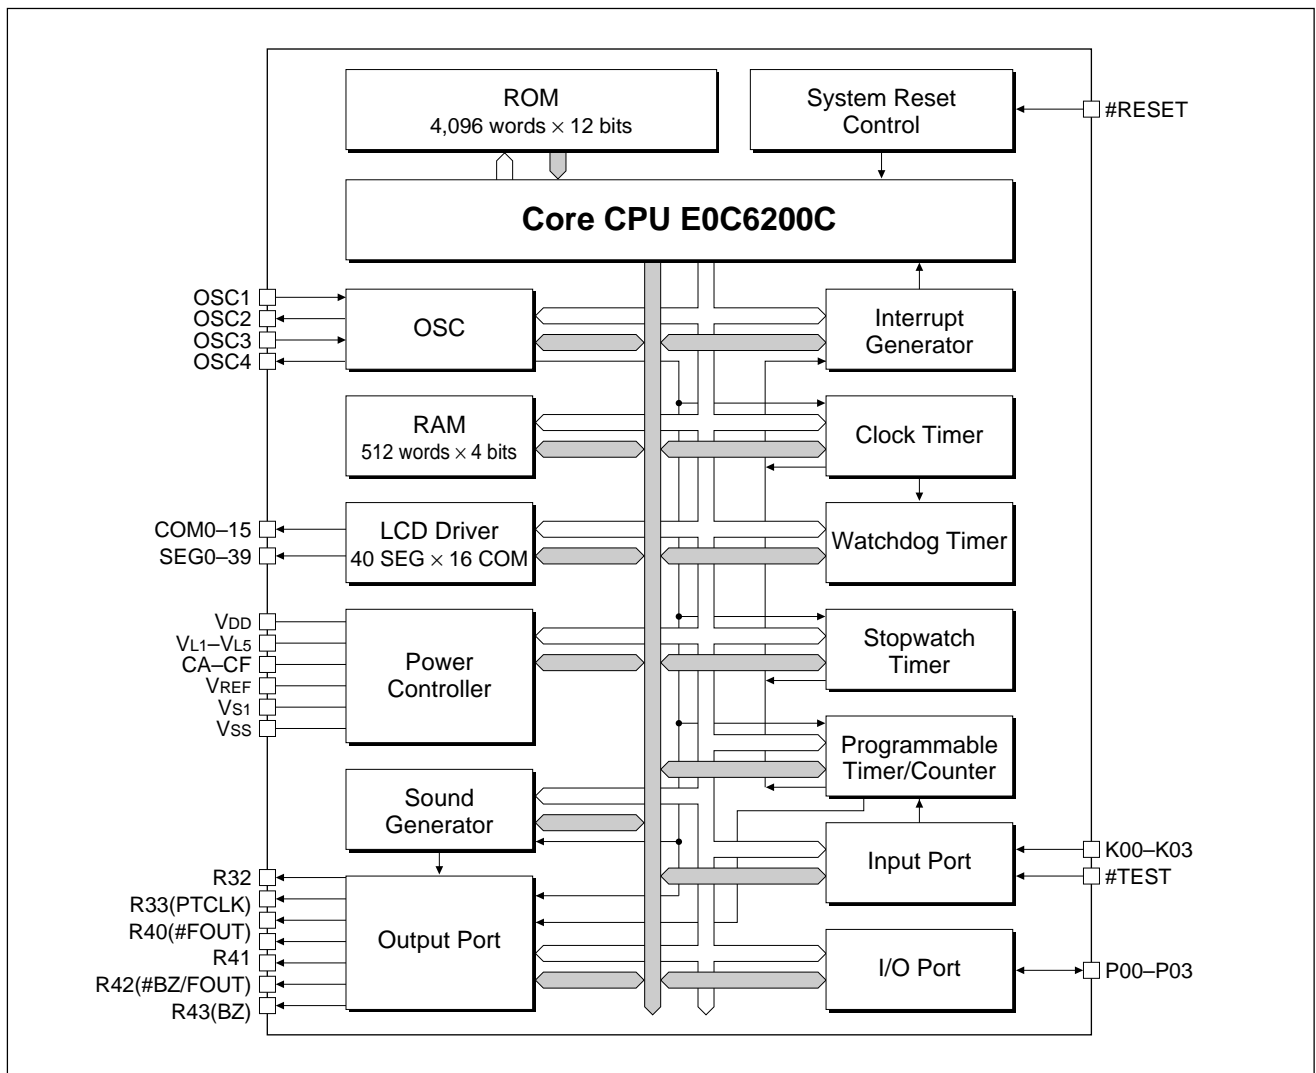 ROM
4,096 words × 12 bits
System Reset
Control
#RESET
Core CPU E0C6200C
OSC1
OSC2
OSC3
OSC4
OSC
Interrupt
Generator
RAM
512 words × 4 bits
Clock Timer
COM0–15
SEG0–39
LCD Driver
40 SEG × 16 COM
Watchdog Timer
VDD
VL1–VL5
CA–CF
VREF
VS1
VSS
Power
Controller
Stopwatch
Timer
Programmable
Timer/Counter
Sound
Generator
Input Port
K00–K03
#TEST
R32
R33(PTCLK)
R40(#FOUT)
R41
R42(#BZ/FOUT)
R43(BZ)
Output Port
I/O Port
P00–P03